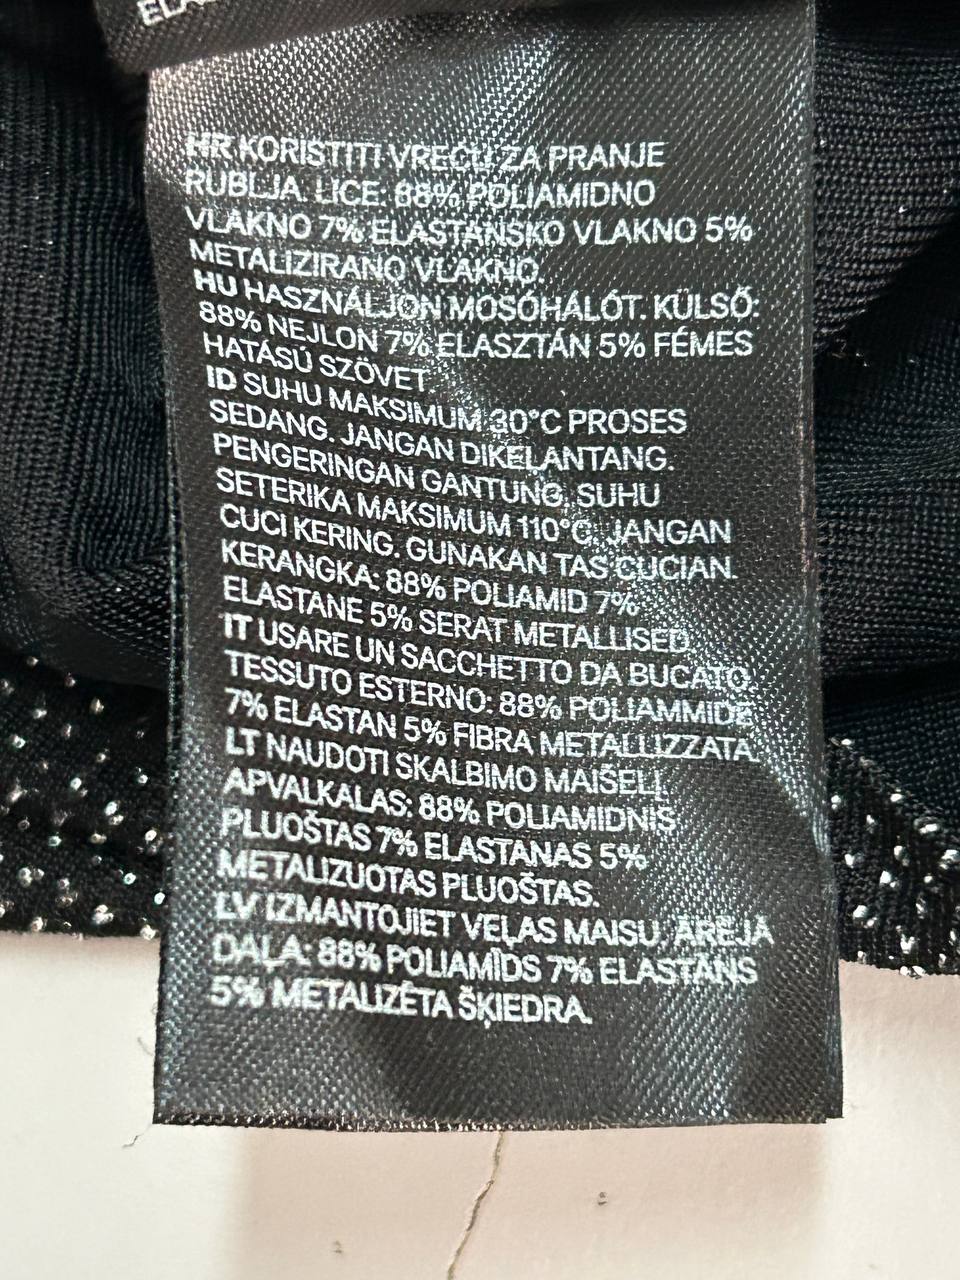 HR KORISTITI VREĆU ZA PRANJE
RUBLJA. LICE: 88% POLIAMIDNO
VLAKNO 7% ELASTANSKO VLAKNO 5%
METALIZIRANO VLAKNO.
HU HASZNÁLJON MOSÓHÁLÓT. KÜLSŐ:
88% NEJLON 7% ELASZTÁN 5% FÉMES
HATÁSÚ SZÖVET
ID SUHU MAKSIMUM 30°C PROSES
SEDANG. JANGAN DIKELANTANG.
PENGERINGAN GANTUNG. SUHU
SETERIKA MAKSIMUM 110°C. JANGAN
CUCI KERING. GUNAKAN TAS CUCIAN.
KERANGKA: 88% POLIAMID 7%
ELASTANE 5% SERAT METALLISED
IT USARE UN SACCHETTO DA BUCATO.
TESSUTO ESTERNO: 88% POLIAMMIDE
7% ELASTAN 5% FIBRA METALLIZZATA.
LT NAUDOTI SKALBIMO MAIŠELĮ.
APVALKALAS: 88% POLIAMIDNIS
PLUOŠTAS 7% ELASTANAS 5%
METALIZUOTAS PLUOŠTAS.
LV IZMANTOJIET VEĻAS MAISU. ĀRĒJĀ
DAĻA: 88% POLIAMĪDS 7% ELASTĀNS
5% METALIZĒTA ŠĶIEDRA.